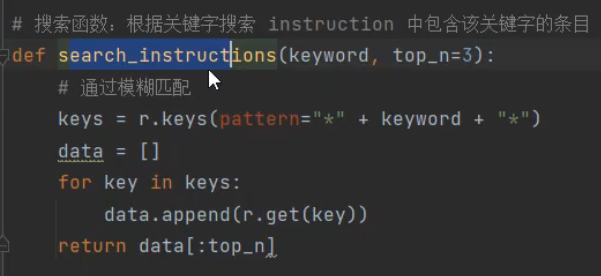 # 搜索函数：根据关键字搜索 instruction 中包含该关键字的条目
def search_instructions(keyword, top_n=3):
    # 通过模糊匹配
    keys = r.keys(pattern="*" + keyword + "*")
    data = []
    for key in keys:
        data.append(r.get(key))
    return data[:top_n]